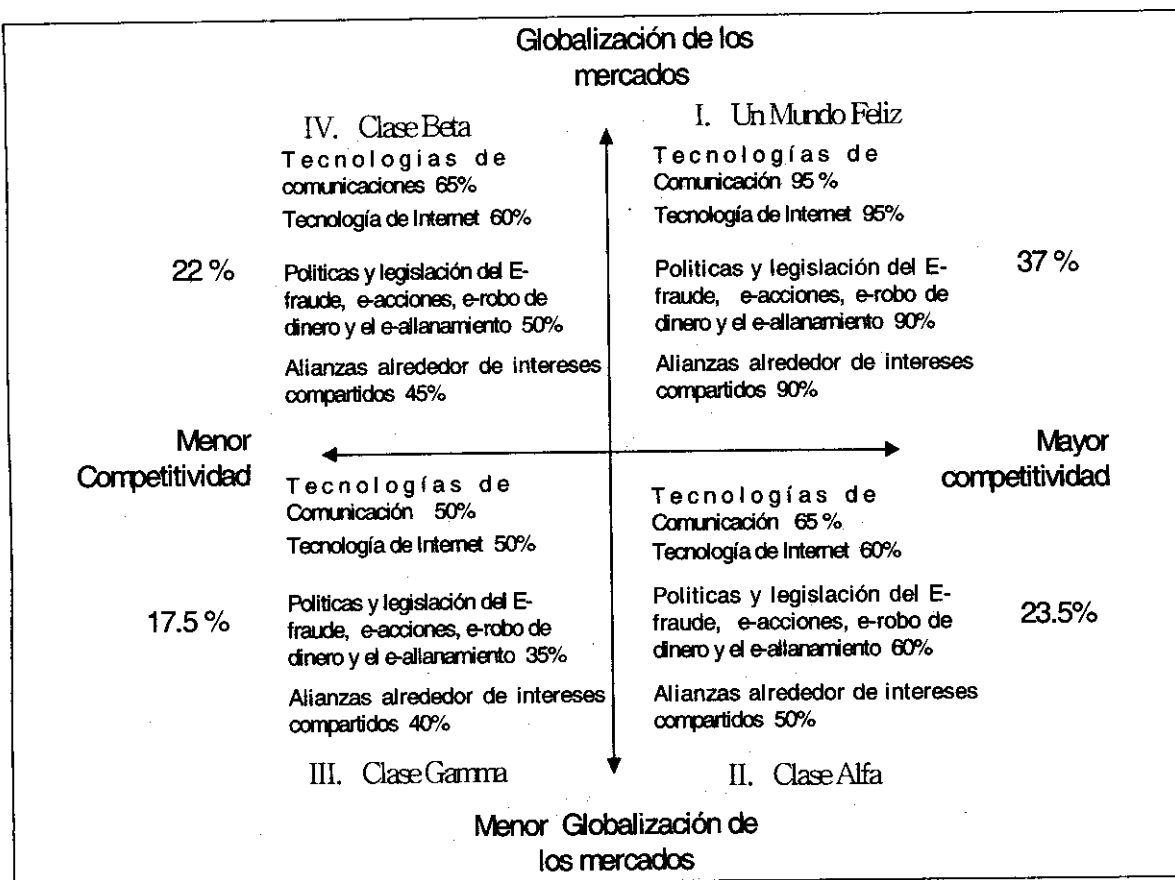 Globalización de los
mercados
IV. Clase Beta
Tecnologias de
comunicaciones 65%
Tecnología de Internet 60%
22 %
Politicas y legislación del E-
fraude, e-acciones, e-robo de
dinero y el e-allanamiento 50%
Alianzas alrededor de intereses
compartidos 45%
I. Un Mundo Feliz
Tecnologías de
Comunicación 95 %
Tecnología de Internet 95%
Politicas y legislación del E-
fraude, e-acciones, e-robo de
dinero y el e-allanamiento 90%
37 %
Alianzas alrededor de intereses
compartidos 90%
Menor
Competitividad
Mayor
competitividad
Tecnologías de
Comunicación 50%
Tecnología de Internet 50%
17.5 %
Politicas y legislación del E-
fraude, e-acciones, e-robo de
dinero y el e-allanamiento 35%
Alianzas alrededor de intereses
compartidos 40%
III. Clase Gamma
Tecnologías de
Comunicación 65 %
Tecnología de Internet 60%
Politicas y legislación del E-
fraude, e-acciones, e-robo de
dinero y el e-allanamiento 60%
23.5%
Alianzas alrededor de intereses
compartidos 50%
II. Clase Alfa
Menor Globalización de
los mercados